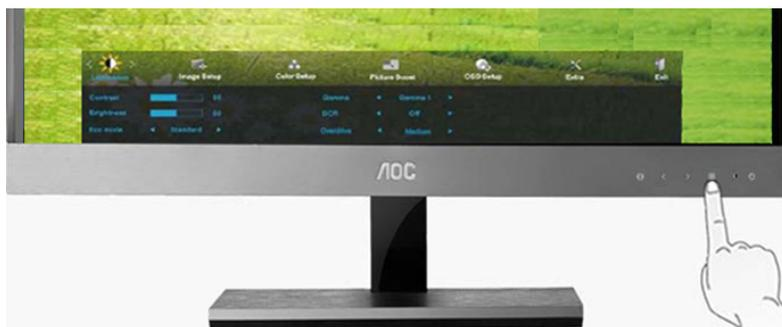 Luminance Image Setup Color Setup Picture Boost OSD Setup Extra Exit
Contrast 50 Gamma Gamma 1
Brightness 50 DCR Off
Eco mode Standard Overdrive Medium
AOC